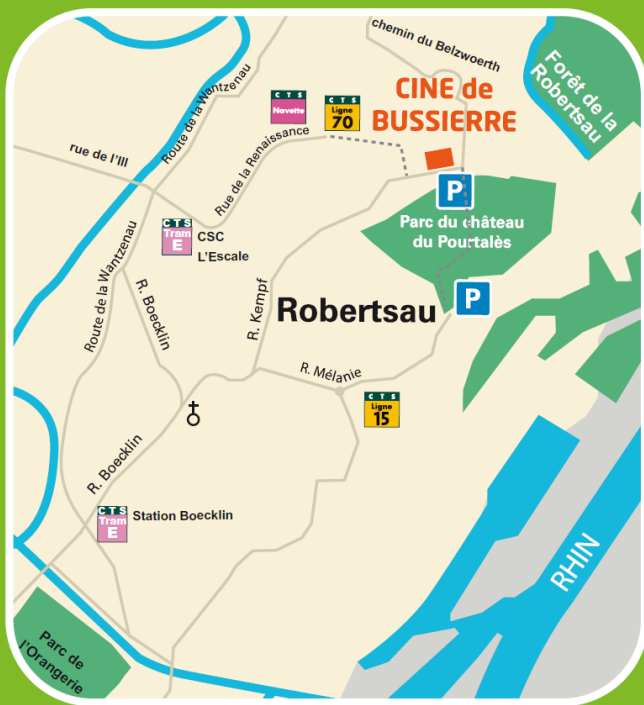 chemin du Belzwoerth
Forêt de la
Robertsau
Route de la Wantzenau
CTS
Navette
CTS
Ligne
70
CINE de
BUSSIERRE
rue de l'Ill
Rue de la Renaissance
P
CTS
Tram
E
CSC
L'Escale
Parc du château
du Pourtalès
Route de la Wantzenau
R. Boecklin
R. Kempf
Robertsau
P
R. Mélanie
CTS
Ligne
15
R. Boecklin
CTS
Tram
E
Station Boecklin
RHIN
Parc de
l'Orangerie